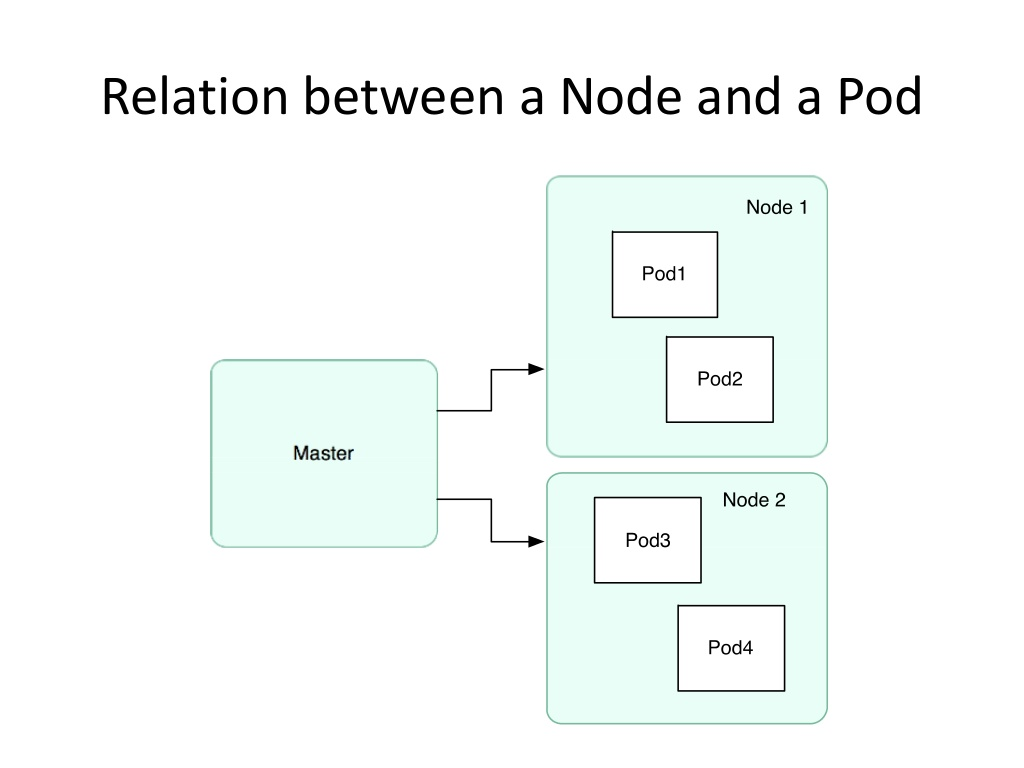 Relation between a Node and a Pod
Node 1
Pod1
Pod2
Master
Node 2
Pod3
Pod4